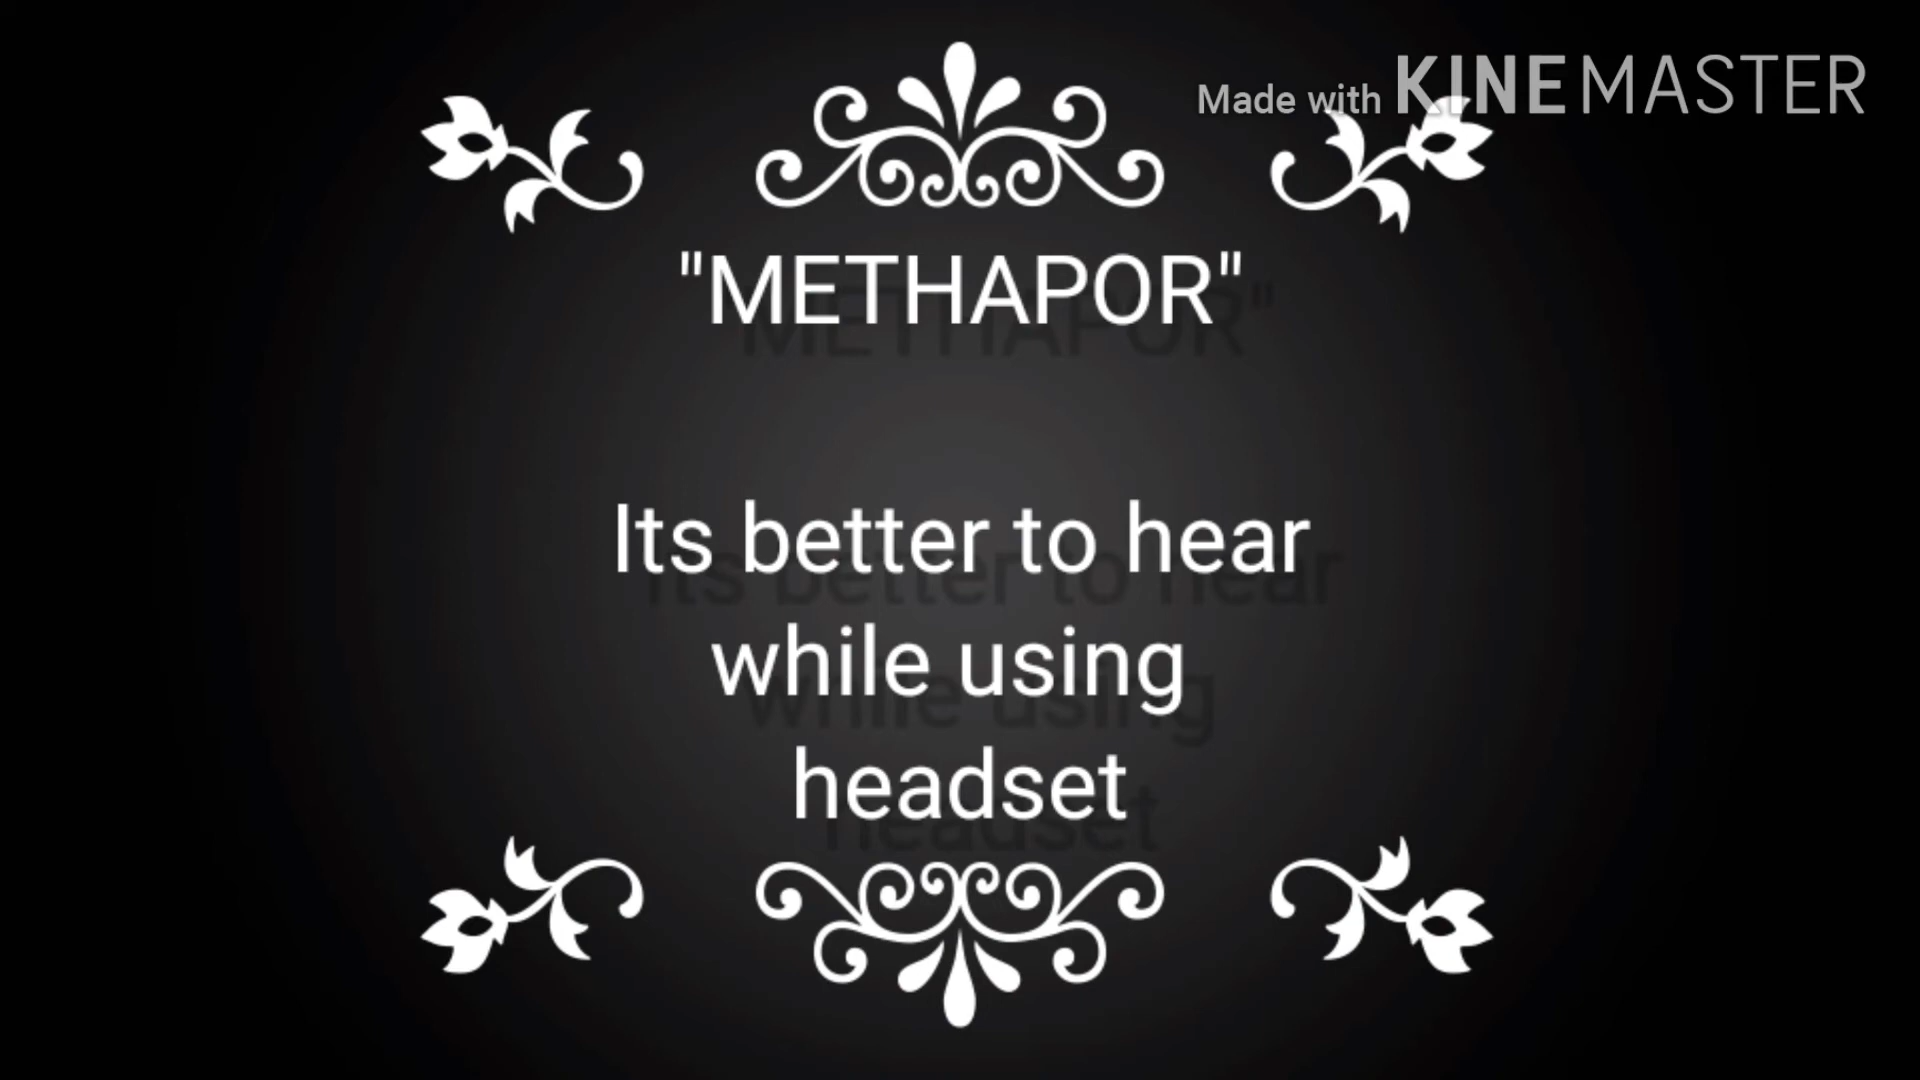 Made with KINEMASTER
"METHAPOR"
Its better to hear
while using
headset